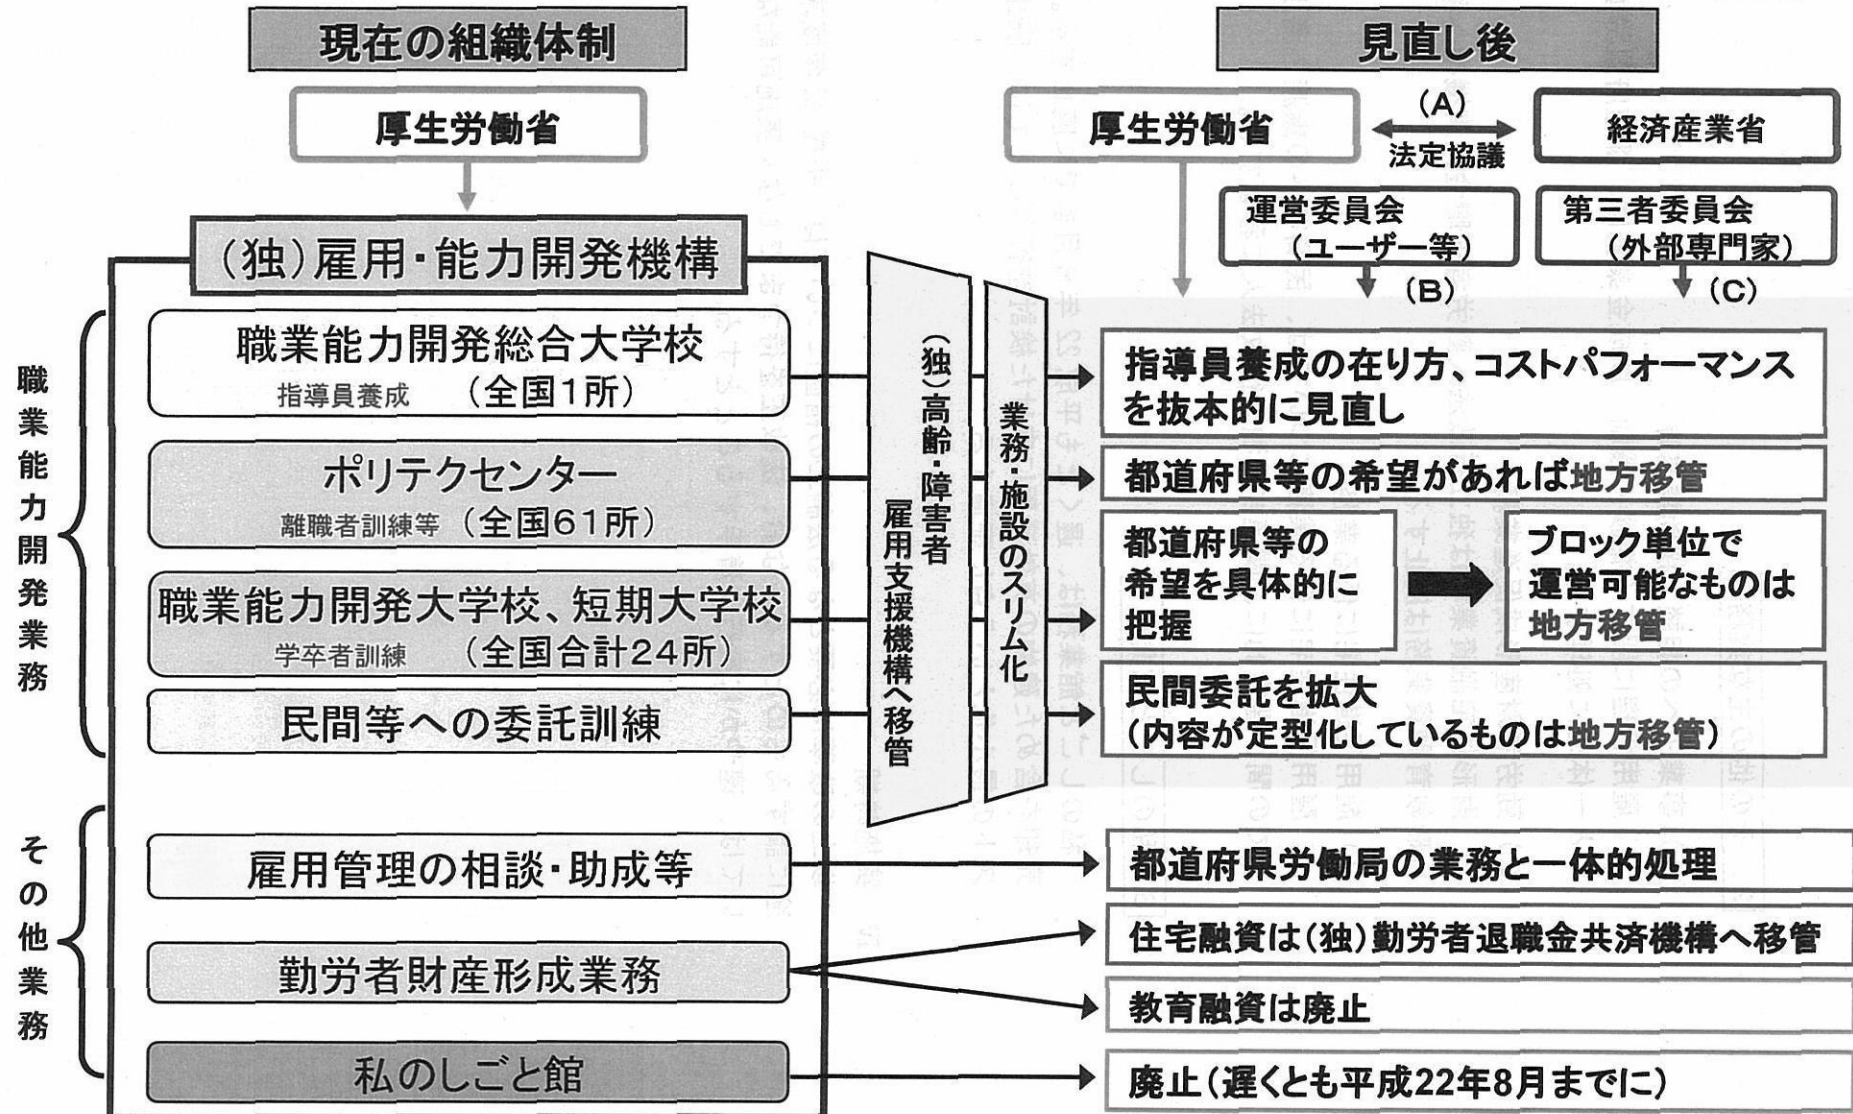 現在の組織体制
厚生労働省
(独)雇用・能力開発機構
職業能力開発業務
職業能力開発総合大学校
指導員養成 (全国1所)
ポリテクセンター
離職者訓練等 (全国61所)
職業能力開発大学校、短期大学校
学卒者訓練 (全国合計24所)
民間等への委託訓練
その他業務
雇用管理の相談・助成等
勤労者財産形成業務
私のしごと館
(独)高齢・障害者
雇用支援機構へ移管
業務・施設のスリム化
見直し後
厚生労働省
(A)
法定協議
経済産業省
運営委員会
(ユーザー等)
第三者委員会
(外部専門家)
(B)
(C)
指導員養成の在り方、コストパフォーマンス
を抜本的に見直し
都道府県等の希望があれば地方移管
都道府県等の
希望を具体的に
把握
ブロック単位で
運営可能なものは
地方移管
民間委託を拡大
(内容が定型化しているものは地方移管)
都道府県労働局の業務と一体的処理
住宅融資は(独)勤労者退職金共済機構へ移管
教育融資は廃止
廃止(遅くとも平成22年8月までに)